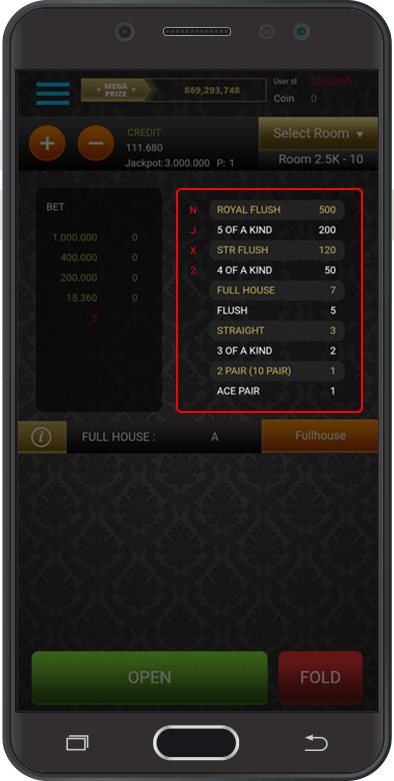 MEGA PRIZE
869,293,748
User id idncash
Coin 0
CREDIT
111.680
Jackpot:3.000.000 P: 1
Select Room
Room 2.5K - 10
BET
1.000.000 0
400.000 0
200.000 0
15.360 0
0
N ROYAL FLUSH 500
J 5 OF A KIND 200
X STR FLUSH 120
2 4 OF A KIND 50
FULL HOUSE 7
FLUSH 5
STRAIGHT 3
3 OF A KIND 2
2 PAIR (10 PAIR) 1
ACE PAIR 1
FULL HOUSE : A
Fullhouse
OPEN
FOLD